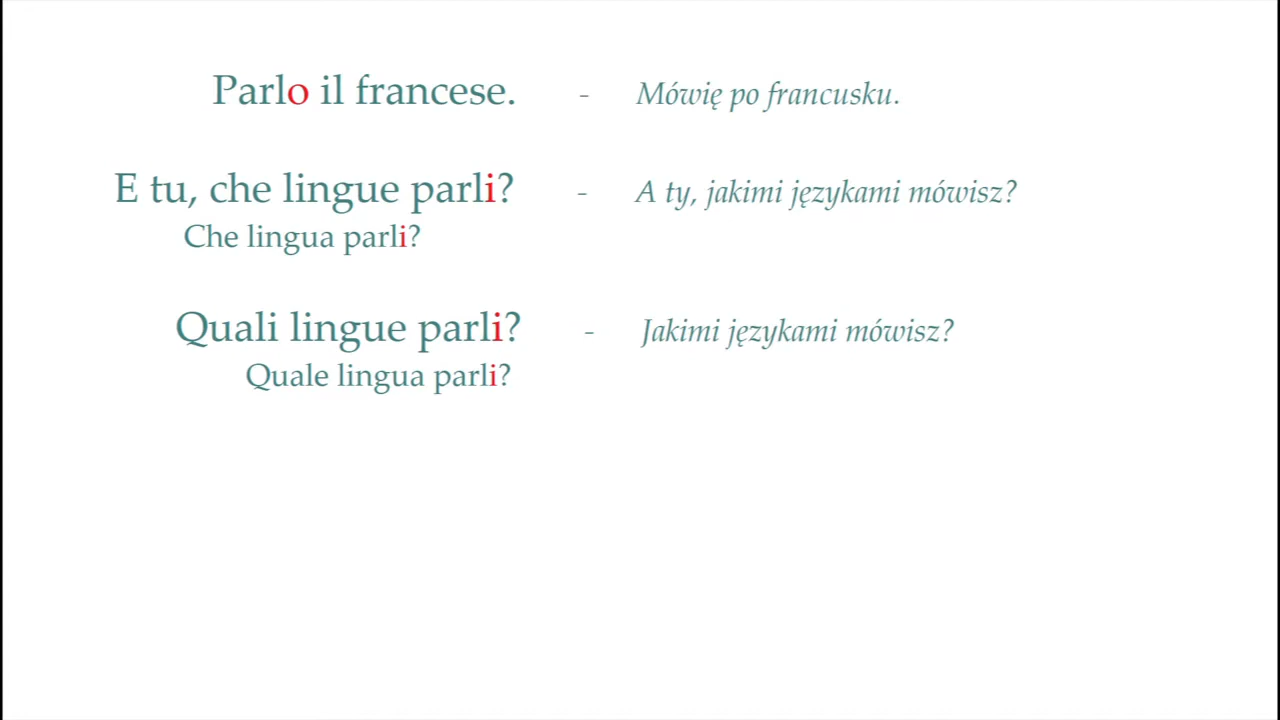 Parlo il francese. - Mówię po francusku.
E tu, che lingue parli? - A ty, jakimi językami mówisz?
Che lingua parli?
Quali lingue parli? - Jakimi językami mówisz?
Quale lingua parli?